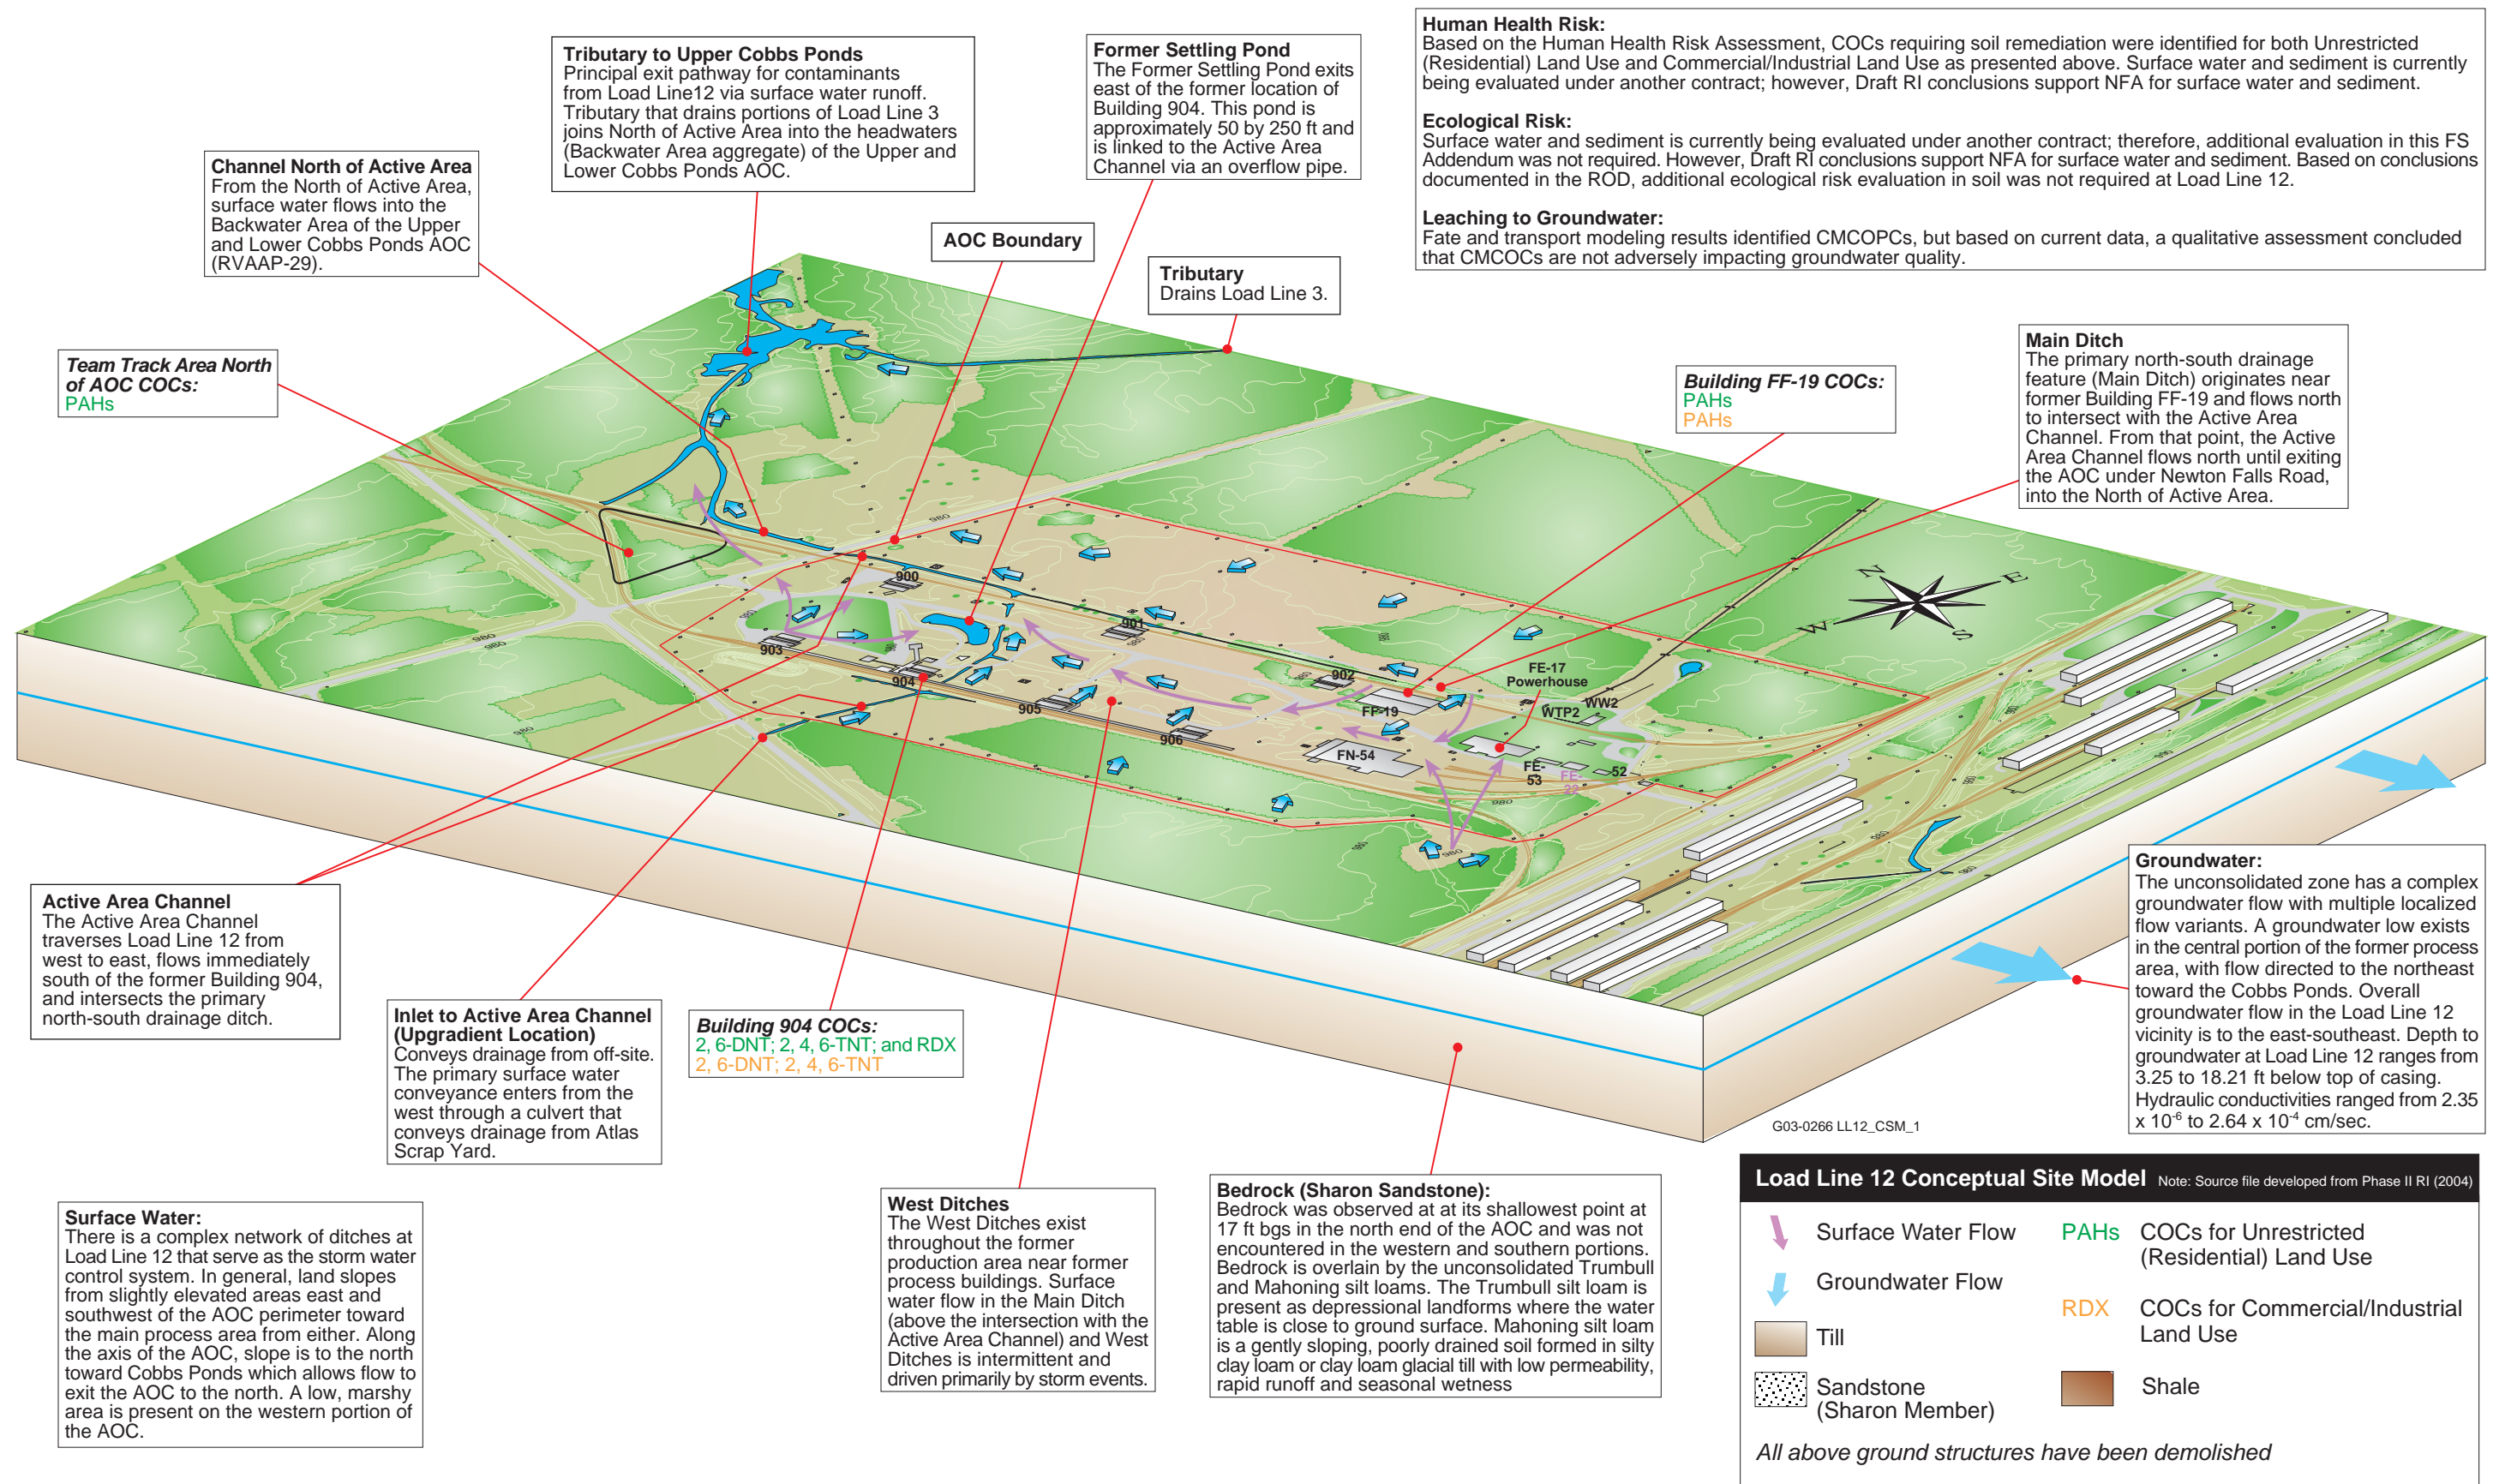 Tributary to Upper Cobbs Ponds
Principal exit pathway for contaminants
from Load Line12 via surface water runoff.
Tributary that drains portions of Load Line 3
joins North of Active Area into the headwaters
(Backwater Area aggregate) of the Upper and
Lower Cobbs Ponds AOC.
Former Settling Pond
The Former Settling Pond exits
east of the former location of
Building 904. This pond is
approximately 50 by 250 ft and
is linked to the Active Area
Channel via an overflow pipe.
Human Health Risk:
Based on the Human Health Risk Assessment, COCs requiring soil remediation were identified for both Unrestricted
(Residential) Land Use and Commercial/Industrial Land Use as presented above. Surface water and sediment is currently
being evaluated under another contract; however, Draft RI conclusions support NFA for surface water and sediment.
Ecological Risk:
Surface water and sediment is currently being evaluated under another contract; therefore, additional evaluation in this FS
Addendum was not required. However, Draft RI conclusions support NFA for surface water and sediment. Based on conclusions
documented in the ROD, additional ecological risk evaluation in soil was not required at Load Line 12.
Leaching to Groundwater:
Fate and transport modeling results identified CMCOPCs, but based on current data, a qualitative assessment concluded
that CMCOCs are not adversely impacting groundwater quality.
Channel North of Active Area
From the North of Active Area,
surface water flows into the
Backwater Area of the Upper
and Lower Cobbs Ponds AOC
(RVAAP-29).
AOC Boundary
Tributary
Drains Load Line 3.
Team Track Area North
of AOC COCs:
PAHs
Building FF-19 COCs:
PAHs
PAHs
Main Ditch
The primary north-south drainage
feature (Main Ditch) originates near
former Building FF-19 and flows north
to intersect with the Active Area
Channel. From that point, the Active
Area Channel flows north until exiting
the AOC under Newton Falls Road,
into the North of Active Area.
N
E
W
S
980
900
980
901
980
903
980
980
904
902
905
906
980
FE-17
Powerhouse
FF-19
WTP2
WW2
FN-54
FE-
53
FE-
22
52
980
980
980
Active Area Channel
The Active Area Channel
traverses Load Line 12 from
west to east, flows immediately
south of the former Building 904,
and intersects the primary
north-south drainage ditch.
Inlet to Active Area Channel
(Upgradient Location)
Conveys drainage from off-site.
The primary surface water
conveyance enters from the
west through a culvert that
conveys drainage from Atlas
Scrap Yard.
Building 904 COCs:
2, 6-DNT; 2, 4, 6-TNT; and RDX
2, 6-DNT; 2, 4, 6-TNT
Groundwater:
The unconsolidated zone has a complex
groundwater flow with multiple localized
flow variants. A groundwater low exists
in the central portion of the former process
area, with flow directed to the northeast
toward the Cobbs Ponds. Overall
groundwater flow in the Load Line 12
vicinity is to the east-southeast. Depth to
groundwater at Load Line 12 ranges from
3.25 to 18.21 ft below top of casing.
Hydraulic conductivities ranged from 2.35
x 10-6 to 2.64 x 10-4 cm/sec.
G03-0266 LL12_CSM_1
Surface Water:
There is a complex network of ditches at
Load Line 12 that serve as the storm water
control system. In general, land slopes
from slightly elevated areas east and
southwest of the AOC perimeter toward
the main process area from either. Along
the axis of the AOC, slope is to the north
toward Cobbs Ponds which allows flow to
exit the AOC to the north. A low, marshy
area is present on the western portion of
the AOC.
West Ditches
The West Ditches exist
throughout the former
production area near former
process buildings. Surface
water flow in the Main Ditch
(above the intersection with the
Active Area Channel) and West
Ditches is intermittent and
driven primarily by storm events.
Bedrock (Sharon Sandstone):
Bedrock was observed at at its shallowest point at
17 ft bgs in the north end of the AOC and was not
encountered in the western and southern portions.
Bedrock is overlain by the unconsolidated Trumbull
and Mahoning silt loams. The Trumbull silt loam is
present as depressional landforms where the water
table is close to ground surface. Mahoning silt loam
is a gently sloping, poorly drained soil formed in silty
clay loam or clay loam glacial till with low permeability,
rapid runoff and seasonal wetness
Load Line 12 Conceptual Site Model Note: Source file developed from Phase II RI (2004)
Surface Water Flow
Groundwater Flow
Till
Sandstone
(Sharon Member)
PAHs COCs for Unrestricted
(Residential) Land Use
RDX COCs for Commercial/Industrial
Land Use
Shale
All above ground structures have been demolished